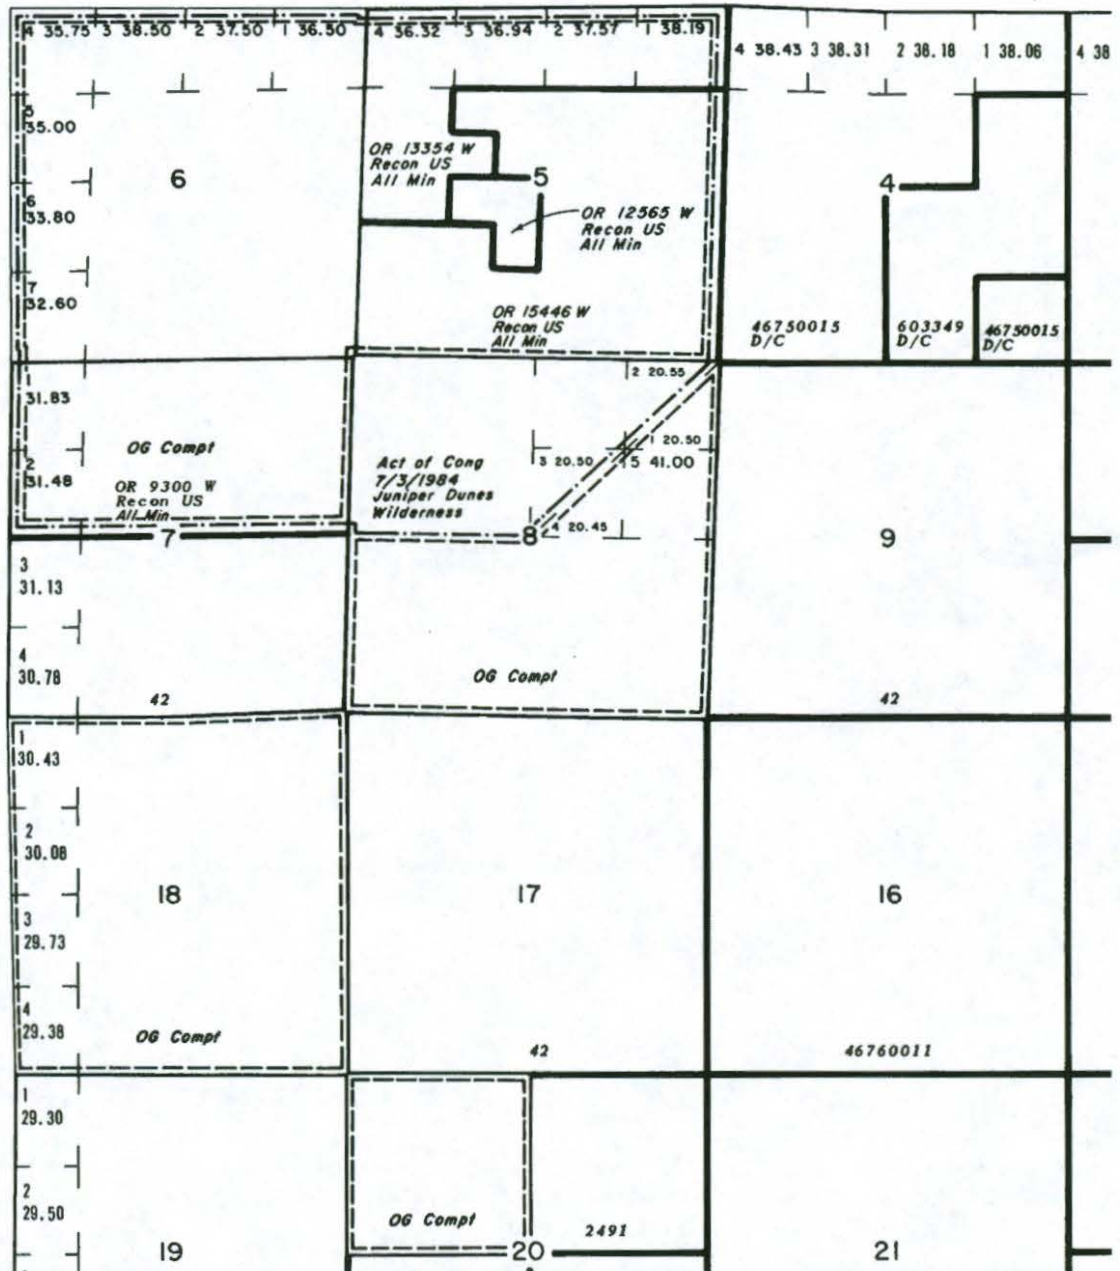 4 35.75 3 38.50 2 37.50 1 36.50 4 36.32 3 36.94 2 37.57 1 38.19
4 38.43 3 38.31 2 38.18 1 38.06 4 38
5
35.00
6
33.80
7
32.60
6
OR 13354 W
Recon US
All Min
5
OR 12565 W
Recon US
All Min
OR 15446 W
Recon US
All Min
4
46750015
D/C
603349
D/C
46750015
D/C
31.83
2
31.48
OG Compt
OR 9300 W
Recon US
All Min
7
3
31.13
4
30.78
42
Act of Cong
7/3/1984
Juniper Dunes
Wilderness
2 20.55
1 20.50
3 20.50
5 41.00
4 20.45
8
OG Compt
9
42
1
30.43
2
30.08
3
29.73
4
29.38
18
OG Compt
17
42
16
46760011
1
29.30
2
29.50
19
OG Compt
20
2491
21